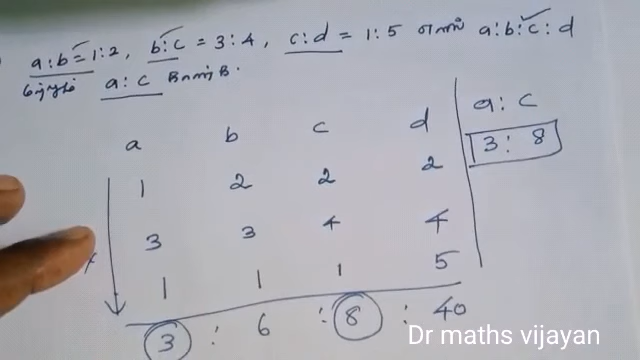 a:b = 1:2, b:c = 3:4, c:d = 1:5 எனில் a:b:c:d
மற்றும் a:c காண்க.
a b c d
1 2 2 2
3 3 4 4
1 1 1 5
3 : 6 : 8 : 40
a : c
3 : 8
Dr maths vijayan